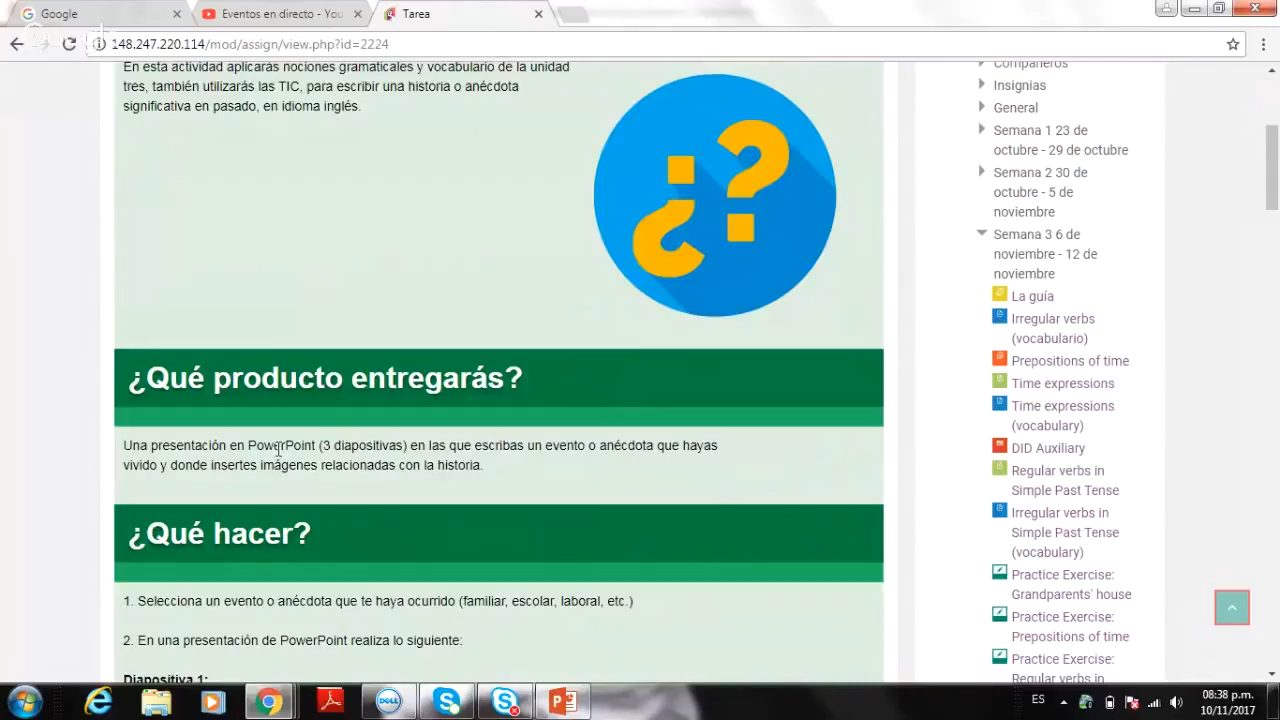 Google
Eventos en directo - You
Tarea
148.247.220.114/mod/assign/view.php?id=2224
En esta actividad aplicarás nociones gramaticales y vocabulario de la unidad
tres, también utilizarás las TIC, para escribir una historia o anécdota
significativa en pasado, en idioma inglés.
¿?
¿Qué producto entregarás?
Una presentación en PowerPoint (3 diapositivas) en las que escribas un evento o anécdota que hayas
vivido y donde insertes imágenes relacionadas con la historia.
¿Qué hacer?
1. Selecciona un evento o anécdota que te haya ocurrido (familiar, escolar, laboral, etc.)
2. En una presentación de PowerPoint realiza lo siguiente:
Diapositiva 1:
Compañeros
Insignias
General
Semana 1 23 de
octubre - 29 de octubre
Semana 2 30 de
octubre - 5 de
noviembre
Semana 3 6 de
noviembre - 12 de
noviembre
La guía
Irregular verbs
(vocabulario)
Prepositions of time
Time expressions
Time expressions
(vocabulary)
DID Auxiliary
Regular verbs in
Simple Past Tense
Irregular verbs in
Simple Past Tense
(vocabulary)
Practice Exercise:
Grandparents' house
Practice Exercise:
Prepositions of time
Practice Exercise:
Regular verbs in
DELL
ES
08:38 p.m.
10/11/2017